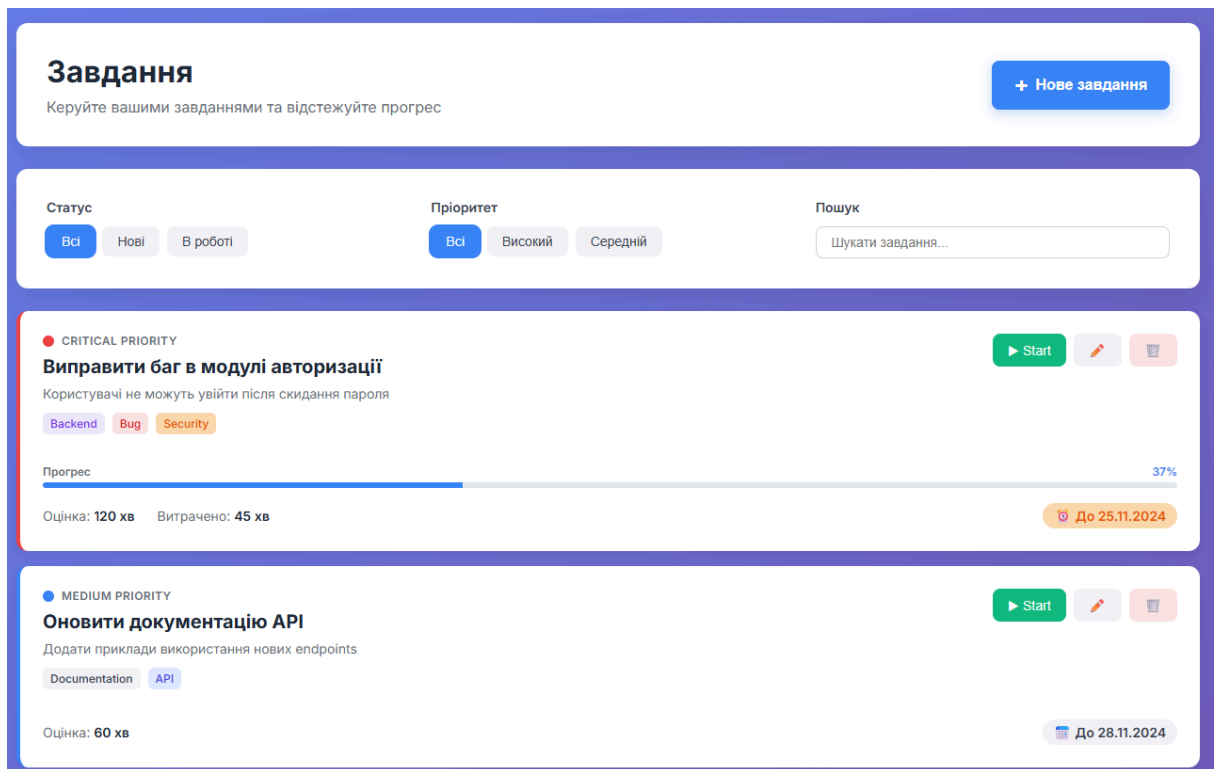 Завдання
Керуйте вашими завданнями та відстежуйте прогрес
+ Нове завдання
Статус
Всі Нові В роботі
Пріоритет
Всі Високий Середній
Пошук
Шукати завдання...
CRITICAL PRIORITY
Виправити баг в модулі авторизації
Користувачі не можуть увійти після скидання пароля
Backend Bug Security
Start
Прогрес 37%
Оцінка: 120 хв Витрачено: 45 хв
До 25.11.2024
MEDIUM PRIORITY
Оновити документацію API
Додати приклади використання нових endpoints
Documentation API
Start
Оцінка: 60 хв
До 28.11.2024